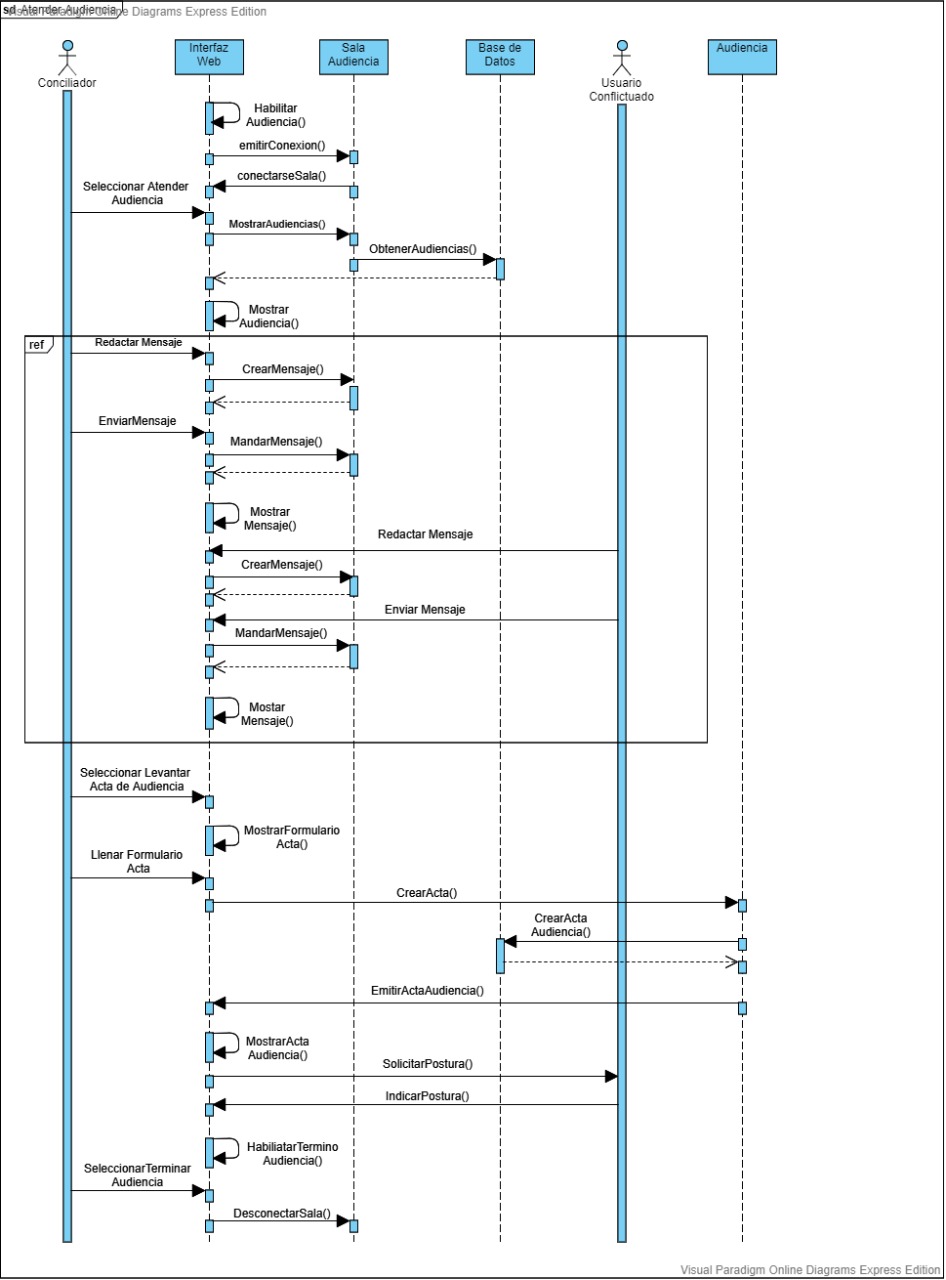 sd Atender Audiencia
Visual Paradigm Online Diagrams Express Edition
Conciliador
Interfaz
Web
Sala
Audiencia
Base de
Datos
Usuario
Conflictuado
Audiencia
Habilitar
Audiencia()
emitirConexion()
conectarseSala()
Seleccionar Atender
Audiencia
MostrarAudiencias()
ObtenerAudiencias()
Mostrar
Audiencia()
ref
Redactar Mensaje
CrearMensaje()
EnviarMensaje
MandarMensaje()
Mostrar
Mensaje()
Redactar Mensaje
CrearMensaje()
Enviar Mensaje
MandarMensaje()
Mostar
Mensaje()
Seleccionar Levantar
Acta de Audiencia
MostrarFormulario
Acta()
Llenar Formulario
Acta
CrearActa()
CrearActa
Audiencia()
EmitirActaAudiencia()
MostrarActa
Audiencia()
SolicitarPostura()
IndicarPostura()
HabiliatarTermino
Audiencia()
SeleccionarTerminar
Audiencia
DesconectarSala()
Visual Paradigm Online Diagrams Express Edition